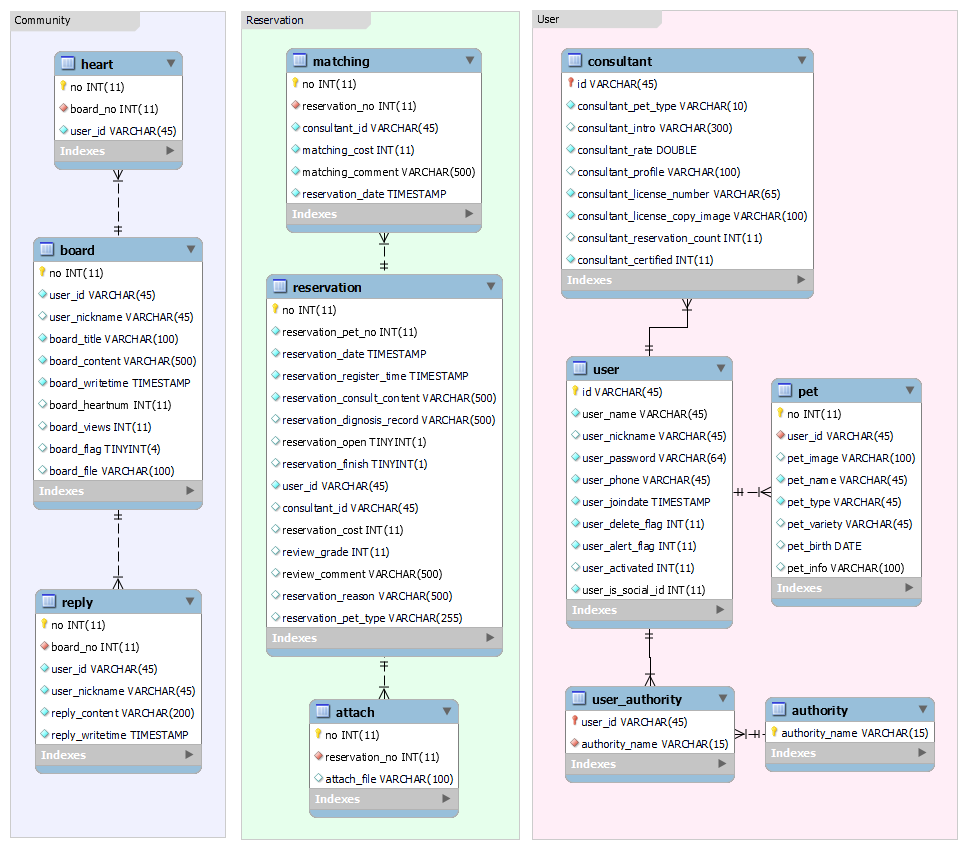 Community
heart
no INT(11)
board_no INT(11)
user_id VARCHAR(45)
Indexes
board
no INT(11)
user_id VARCHAR(45)
user_nickname VARCHAR(45)
board_title VARCHAR(100)
board_content VARCHAR(500)
board_writetime TIMESTAMP
board_heartnum INT(11)
board_views INT(11)
board_flag TINYINT(4)
board_file VARCHAR(100)
Indexes
reply
no INT(11)
board_no INT(11)
user_id VARCHAR(45)
user_nickname VARCHAR(45)
reply_content VARCHAR(200)
reply_writetime TIMESTAMP
Indexes
Reservation
matching
no INT(11)
reservation_no INT(11)
consultant_id VARCHAR(45)
matching_cost INT(11)
matching_comment VARCHAR(500)
reservation_date TIMESTAMP
Indexes
reservation
no INT(11)
reservation_pet_no INT(11)
reservation_date TIMESTAMP
reservation_register_time TIMESTAMP
reservation_consult_content VARCHAR(500)
reservation_dignosis_record VARCHAR(500)
reservation_open TINYINT(1)
reservation_finish TINYINT(1)
user_id VARCHAR(45)
consultant_id VARCHAR(45)
reservation_cost INT(11)
review_grade INT(11)
review_comment VARCHAR(500)
reservation_reason VARCHAR(500)
reservation_pet_type VARCHAR(255)
Indexes
attach
no INT(11)
reservation_no INT(11)
attach_file VARCHAR(100)
Indexes
User
consultant
id VARCHAR(45)
consultant_pet_type VARCHAR(10)
consultant_intro VARCHAR(300)
consultant_rate DOUBLE
consultant_profile VARCHAR(100)
consultant_license_number VARCHAR(65)
consultant_license_copy_image VARCHAR(100)
consultant_reservation_count INT(11)
consultant_certified INT(11)
Indexes
user
id VARCHAR(45)
user_name VARCHAR(45)
user_nickname VARCHAR(45)
user_password VARCHAR(64)
user_phone VARCHAR(45)
user_joindate TIMESTAMP
user_delete_flag INT(11)
user_alert_flag INT(11)
user_activated INT(11)
user_is_social_id INT(11)
Indexes
pet
no INT(11)
user_id VARCHAR(45)
pet_image VARCHAR(100)
pet_name VARCHAR(45)
pet_type VARCHAR(45)
pet_variety VARCHAR(45)
pet_birth DATE
pet_info VARCHAR(100)
Indexes
user_authority
user_id VARCHAR(45)
authority_name VARCHAR(15)
Indexes
authority
authority_name VARCHAR(15)
Indexes